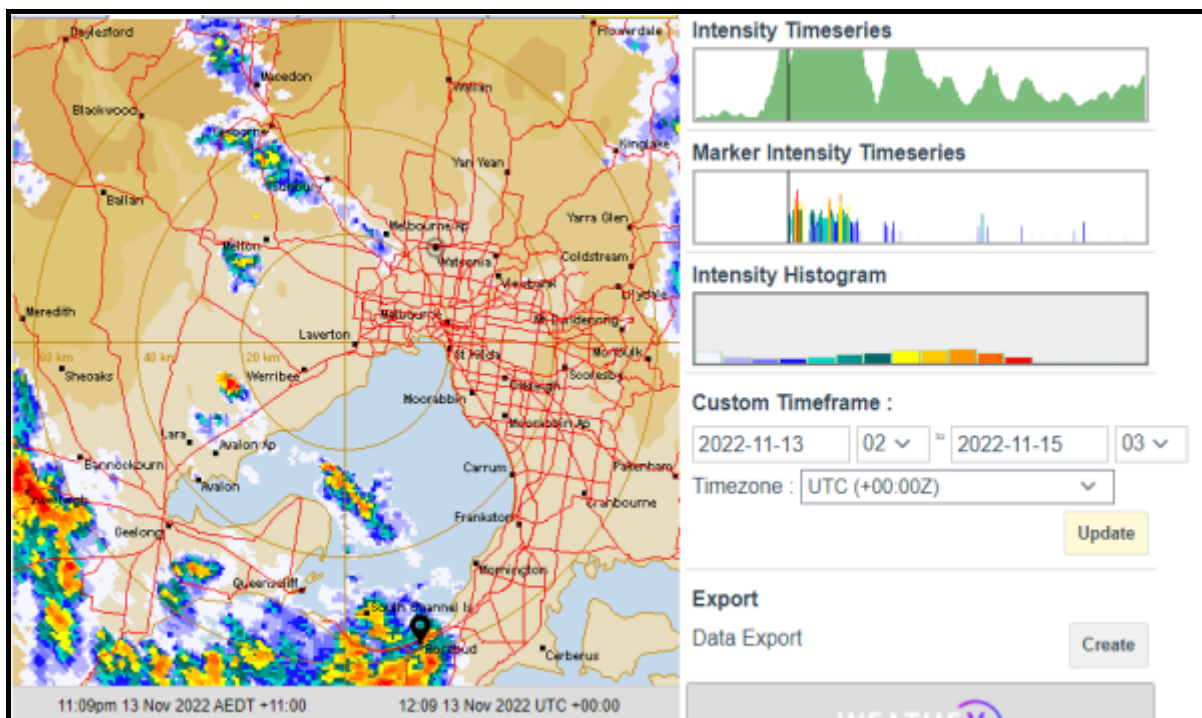 Daylesford
Flowerdale
Macedon
Wallan
Blackwood
Gisborne
Kinglake
Yan Yean
Sunbury
Ballan
Melbourne Ap
Yarra Glen
Melton
Watsonia
Coldstream
Viewbank
Lilydale
Meredith
Melbourne
Mt Dandenong
Laverton
60 km
40 km
20 km
St Kilda
Monbulk
Sheoaks
Werribee
Scoresby
Moorabbin
Moorabbin Ap
Lara
Avalon Ap
Bannockburn
Carrum
Pakenham
Avalon
Cranbourne
Geelong
Frankston
Queenscliff
Mornington
South Channel Is
Rosebud
Cerberus
11:09pm 13 Nov 2022 AEDT +11:00 12:09 13 Nov 2022 UTC +00:00
Intensity Timeseries
Marker Intensity Timeseries
Intensity Histogram
Custom Timeframe :
2022-11-13 02 to 2022-11-15 03
Timezone : UTC (+00:00Z)
Update
Export
Data Export Create